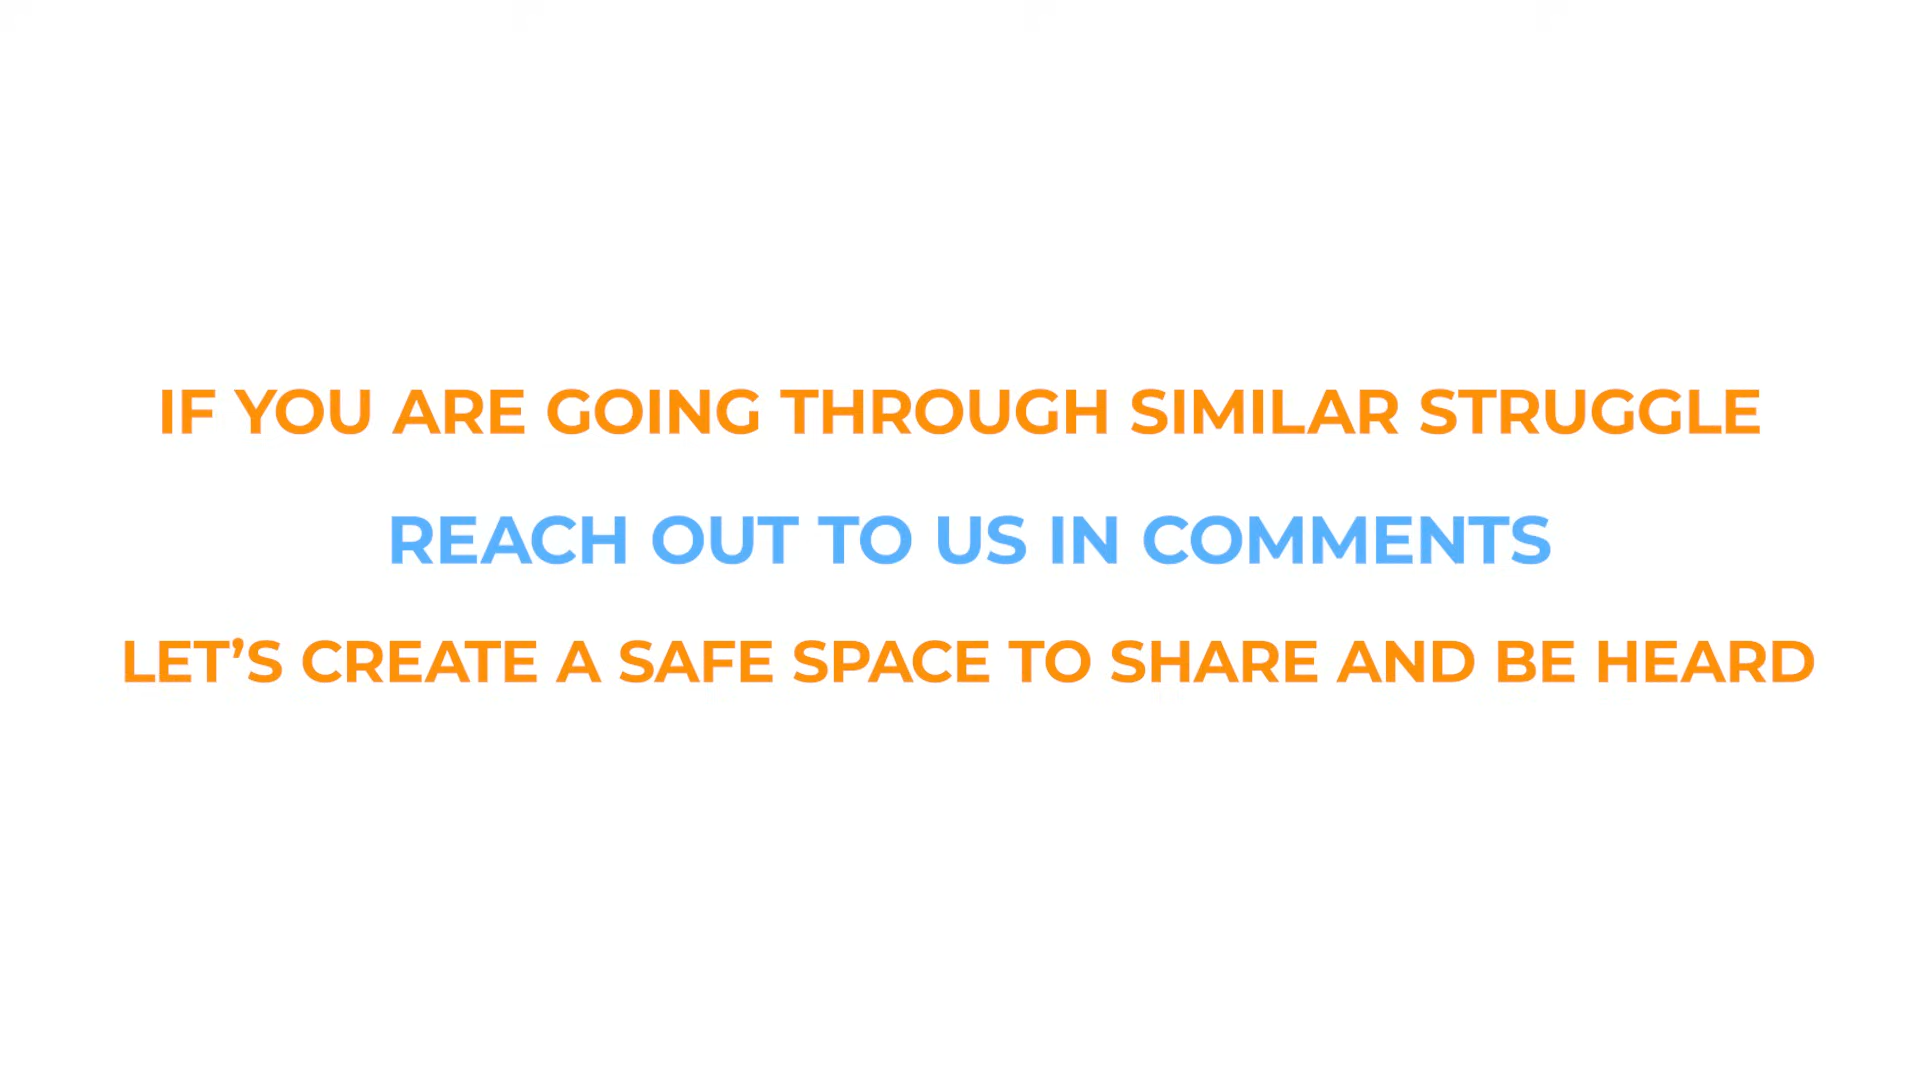 IF YOU ARE GOING THROUGH SIMILAR STRUGGLE
REACH OUT TO US IN COMMENTS
LET’S CREATE A SAFE SPACE TO SHARE AND BE HEARD